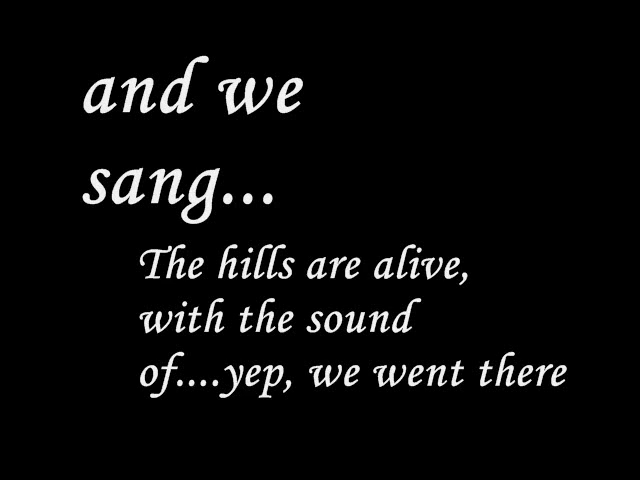 and we
sang...
The hills are alive,
with the sound
of....yep, we went there